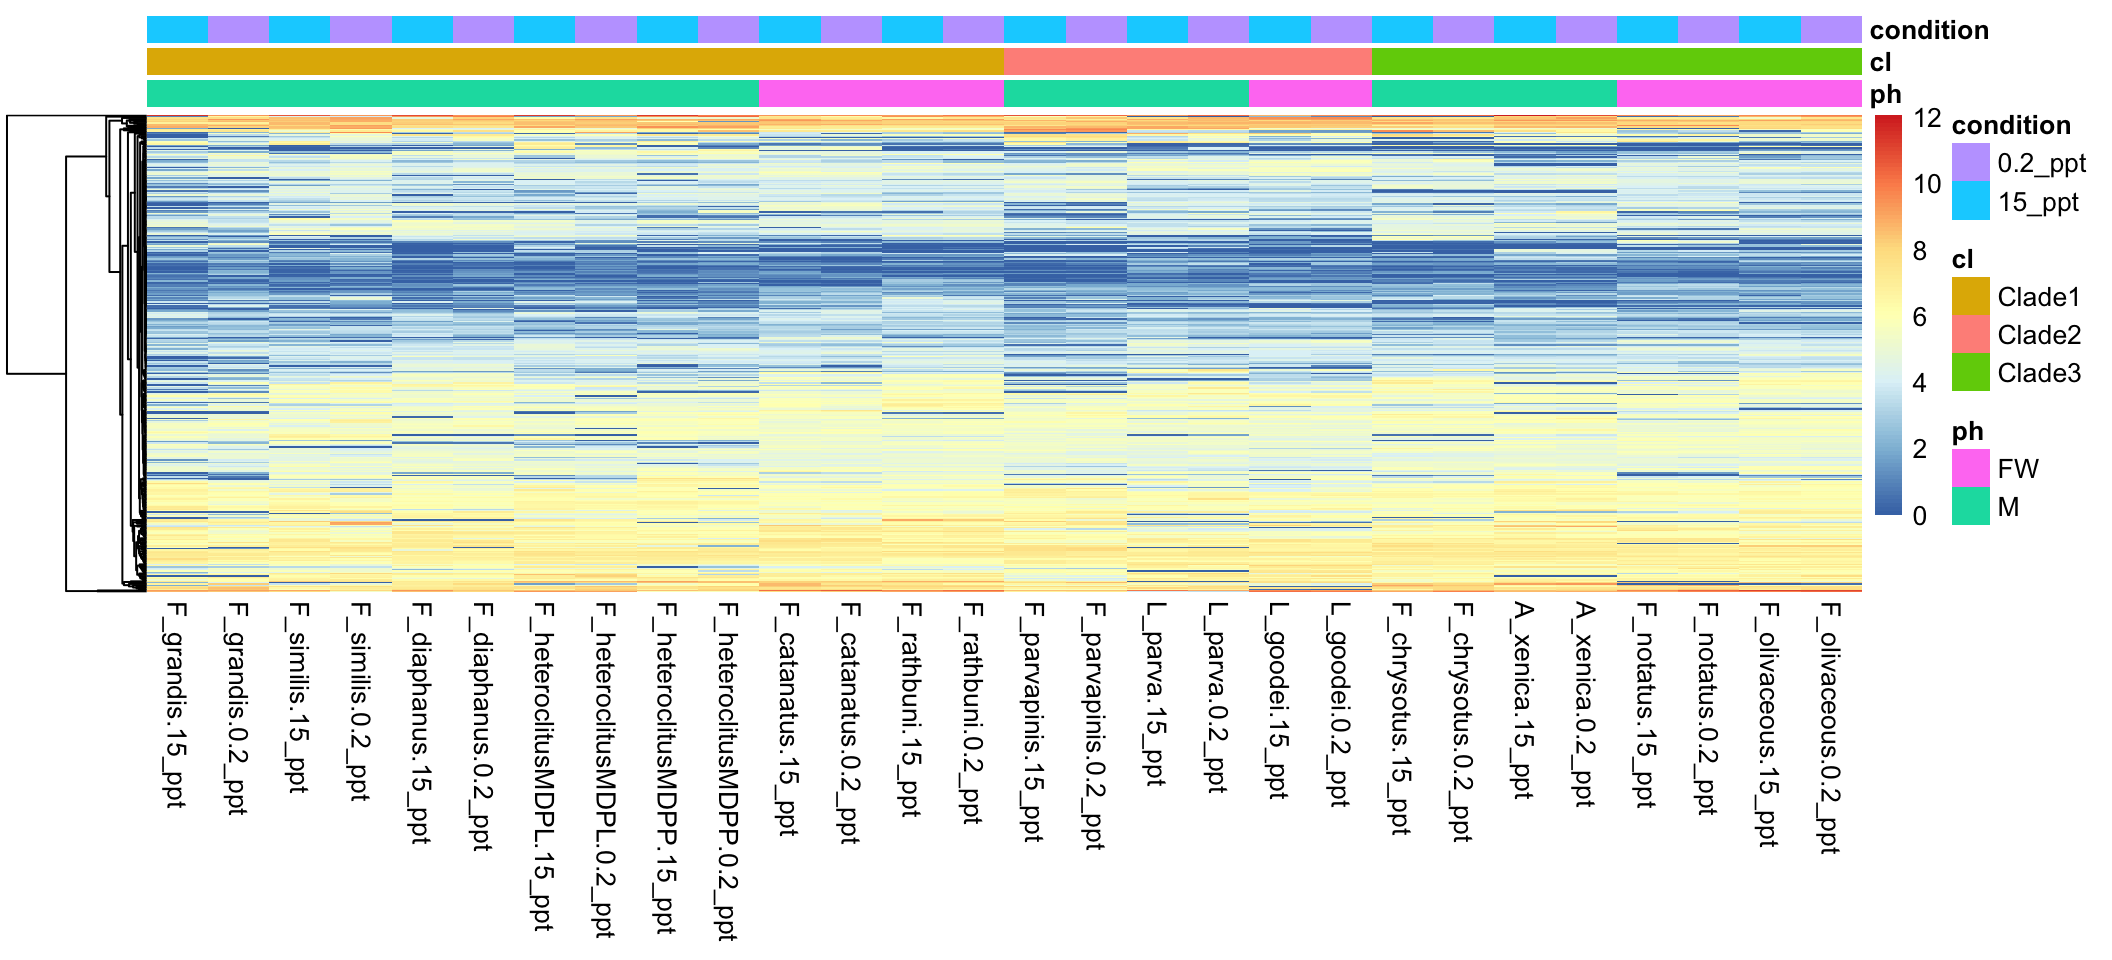 condition
cl
ph
12
10
8
6
4
2
0
condition
0.2_ppt
15_ppt
cl
Clade1
Clade2
Clade3
ph
FW
M
F_grandis.15_ppt
F_grandis.0.2_ppt
F_similis.15_ppt
F_similis.0.2_ppt
F_diaphanus.15_ppt
F_diaphanus.0.2_ppt
F_heteroclitusMDPL.15_ppt
F_heteroclitusMDPL.0.2_ppt
F_heteroclitusMDPP.15_ppt
F_heteroclitusMDPP.0.2_ppt
F_catanatus.15_ppt
F_catanatus.0.2_ppt
F_rathbuni.15_ppt
F_rathbuni.0.2_ppt
F_parvapinis.15_ppt
F_parvapinis.0.2_ppt
L_parva.15_ppt
L_parva.0.2_ppt
L_goodei.15_ppt
L_goodei.0.2_ppt
F_chrysotus.15_ppt
F_chrysotus.0.2_ppt
A_xenica.15_ppt
A_xenica.0.2_ppt
F_notatus.15_ppt
F_notatus.0.2_ppt
F_olivaceous.15_ppt
F_olivaceous.0.2_ppt